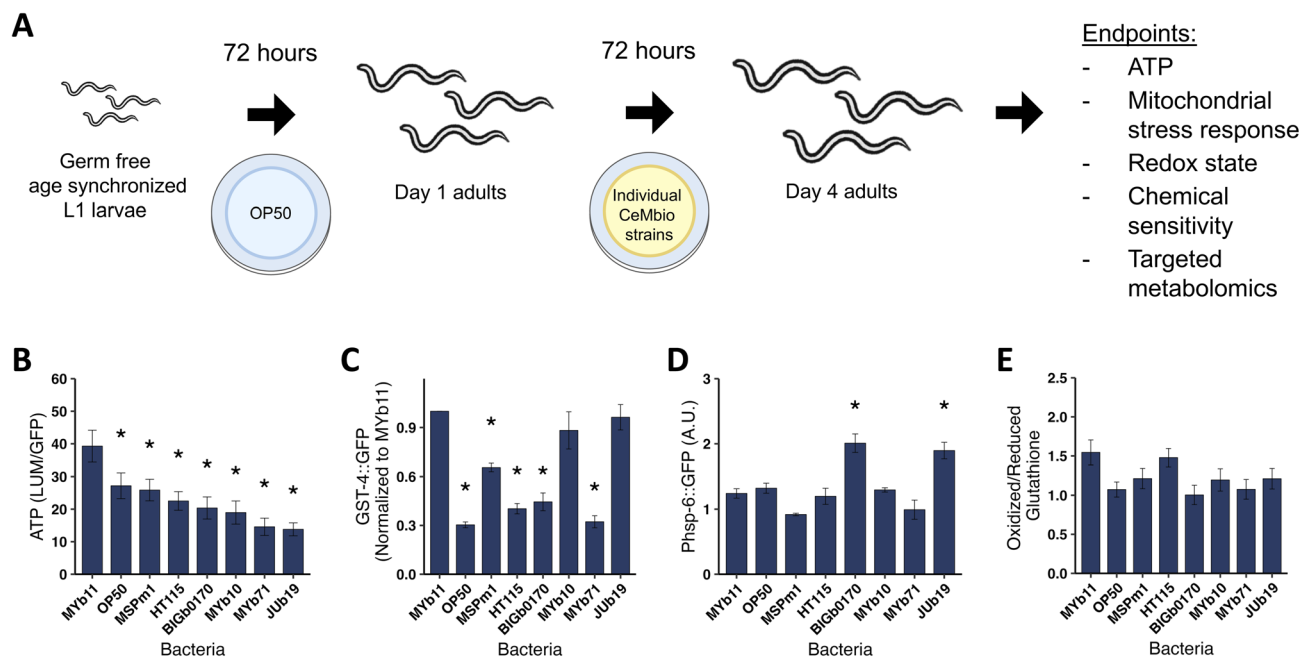 A
72 hours
72 hours
Endpoints:
- ATP
- Mitochondrial
stress response
- Redox state
- Chemical
sensitivity
- Targeted
metabolomics
Germ free
age synchronized
L1 larvae
OP50
Day 1 adults
Individual
CeMbio
strains
Day 4 adults
B
ATP (LUM/GFP)
60
50
40
30
20
10
0
* * * * * * *
MYb11 OP50 MSPm1 HT115 BIGb0170 MYb10 MYb71 JUb19
Bacteria
C
GST-4::GFP
(Normalized to MYb11)
0.9
0.6
0.3
0.0
* * * * *
MYb11 OP50 MSPm1 HT115 BIGb0170 MYb10 MYb71 JUb19
Bacteria
D
Phsp-6::GFP (A.U.)
3
2
1
0
* *
MYb11 OP50 MSPm1 HT115 BIGb0170 MYb10 MYb71 JUb19
Bacteria
E
Oxidized/Reduced
Glutathione
2.5
2.0
1.5
1.0
0.5
0.0
MYb11 OP50 MSPm1 HT115 BIGb0170 MYb10 MYb71 JUb19
Bacteria